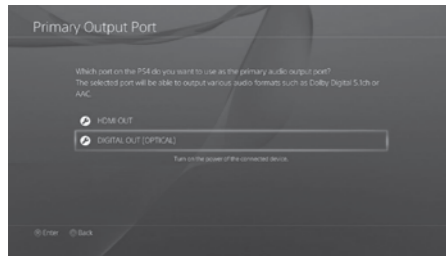 Primary Output Port
Which port on the PS4 do you want to use as the primary audio output port?
The selected port will be able to output various audio formats such as Dolby Digital 5.1ch or
AAC.
HDMI OUT
DIGITAL OUT (OPTICAL)
Turn on the power of the connected device.
Enter Back